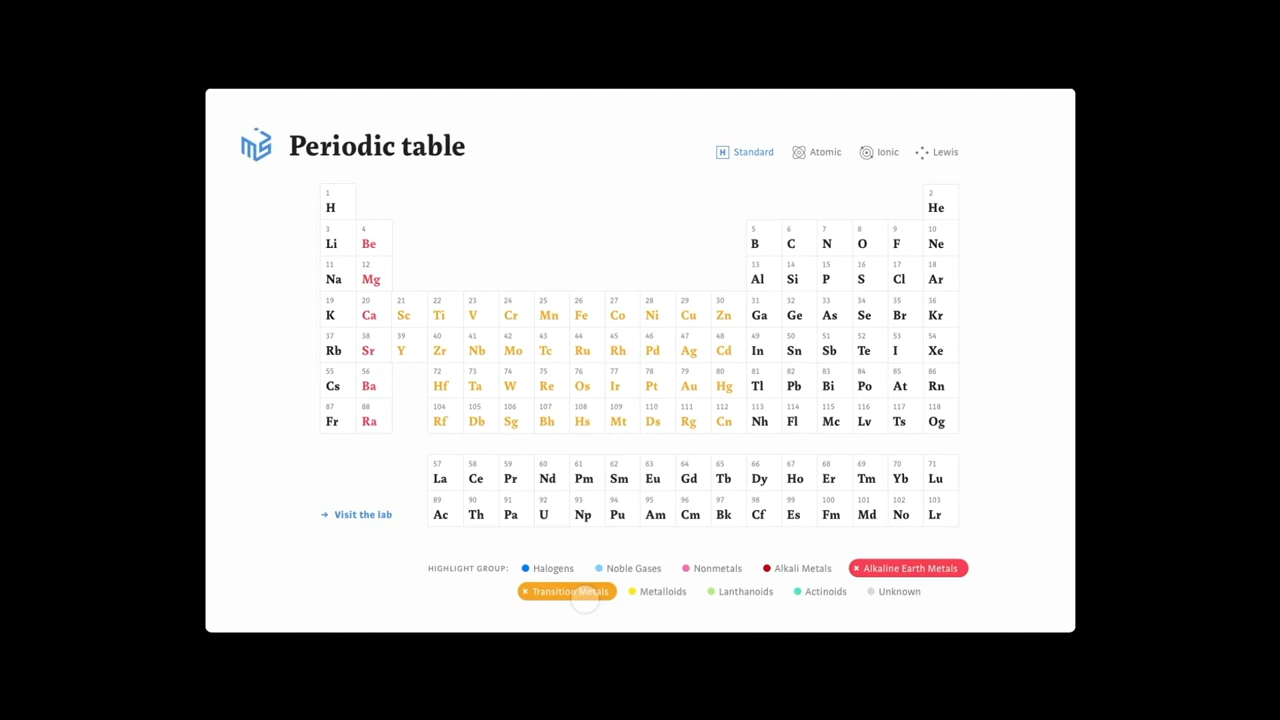 Periodic table
Standard Atomic Ionic Lewis
1 2
H He
3 4 5 6 7 8 9 10
Li Be B C N O F Ne
11 12 13 14 15 16 17 18
Na Mg Al Si P S Cl Ar
19 20 21 22 23 24 25 26 27 28 29 30 31 32 33 34 35 36
K Ca Sc Ti V Cr Mn Fe Co Ni Cu Zn Ga Ge As Se Br Kr
37 38 39 40 41 42 43 44 45 46 47 48 49 50 51 52 53 54
Rb Sr Y Zr Nb Mo Tc Ru Rh Pd Ag Cd In Sn Sb Te I Xe
55 56 72 73 74 75 76 77 78 79 80 81 82 83 84 85 86
Cs Ba Hf Ta W Re Os Ir Pt Au Hg Tl Pb Bi Po At Rn
87 88 104 105 106 107 108 109 110 111 112 113 114 115 116 117 118
Fr Ra Rf Db Sg Bh Hs Mt Ds Rg Cn Nh Fl Mc Lv Ts Og
57 58 59 60 61 62 63 64 65 66 67 68 69 70 71
La Ce Pr Nd Pm Sm Eu Gd Tb Dy Ho Er Tm Yb Lu
89 90 91 92 93 94 95 96 97 98 99 100 101 102 103
Ac Th Pa U Np Pu Am Cm Bk Cf Es Fm Md No Lr
→ Visit the lab
HIGHLIGHT GROUP: Halogens Noble Gases Nonmetals Alkali Metals × Alkaline Earth Metals
× Transition Metals Metalloids Lanthanoids Actinoids Unknown